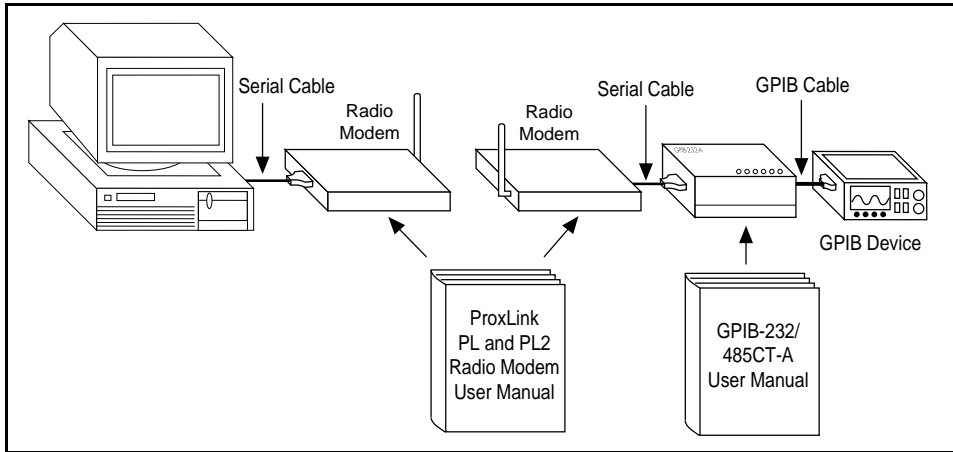 Serial Cable
Radio
Modem
Radio
Modem
Serial Cable
GPIB Cable
GPIB-232A
GPIB Device
ProxLink
PL and PL2
Radio Modem
User Manual
GPIB-232/
485CT-A
User Manual